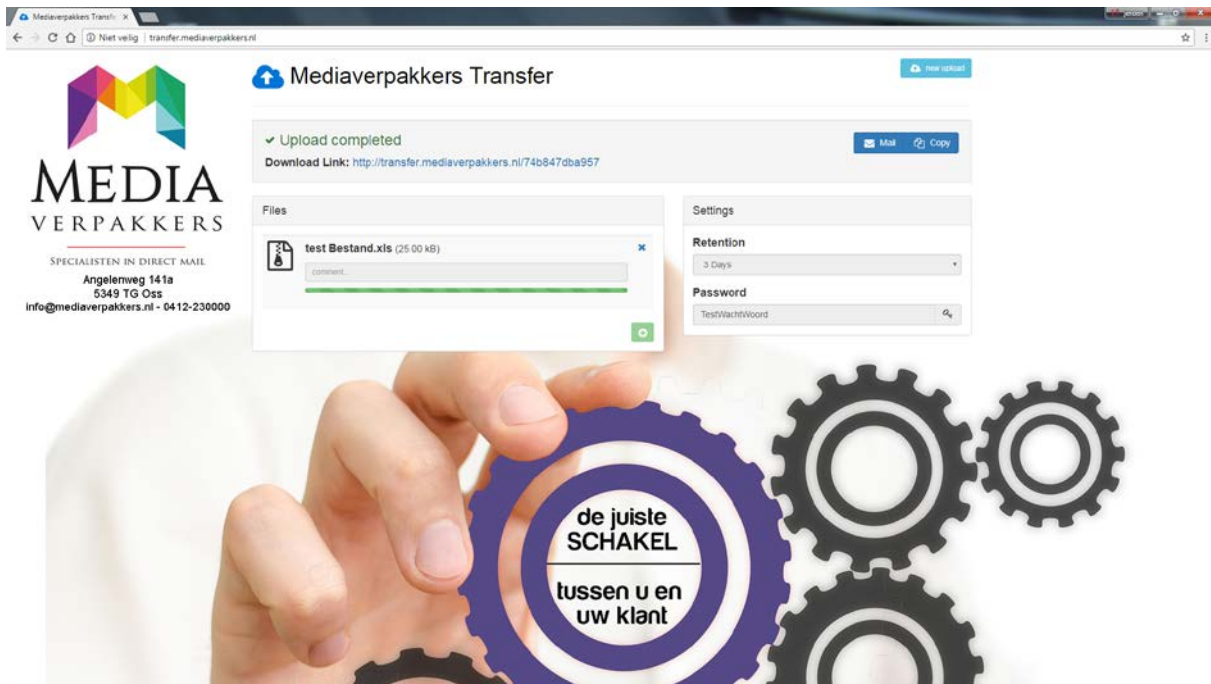 Mediaverpakkers Transfe
Niet veilig | transfer.mediaverpakkers.nl
MEDIA
VERPAKKERS
SPECIALISTEN IN DIRECT MAIL
Angelenweg 141a
5349 TG Oss
info@mediaverpakkers.nl - 0412-230000
Mediaverpakkers Transfer
new upload
Upload completed
Mail
Copy
Download Link: http://transfer.mediaverpakkers.nl/74b847dba957
Files
test Bestand.xls (25.00 kB)
comment...
Settings
Retention
3 Days
Password
TestWachtWoord
de juiste
SCHAKEL
tussen u en
uw klant